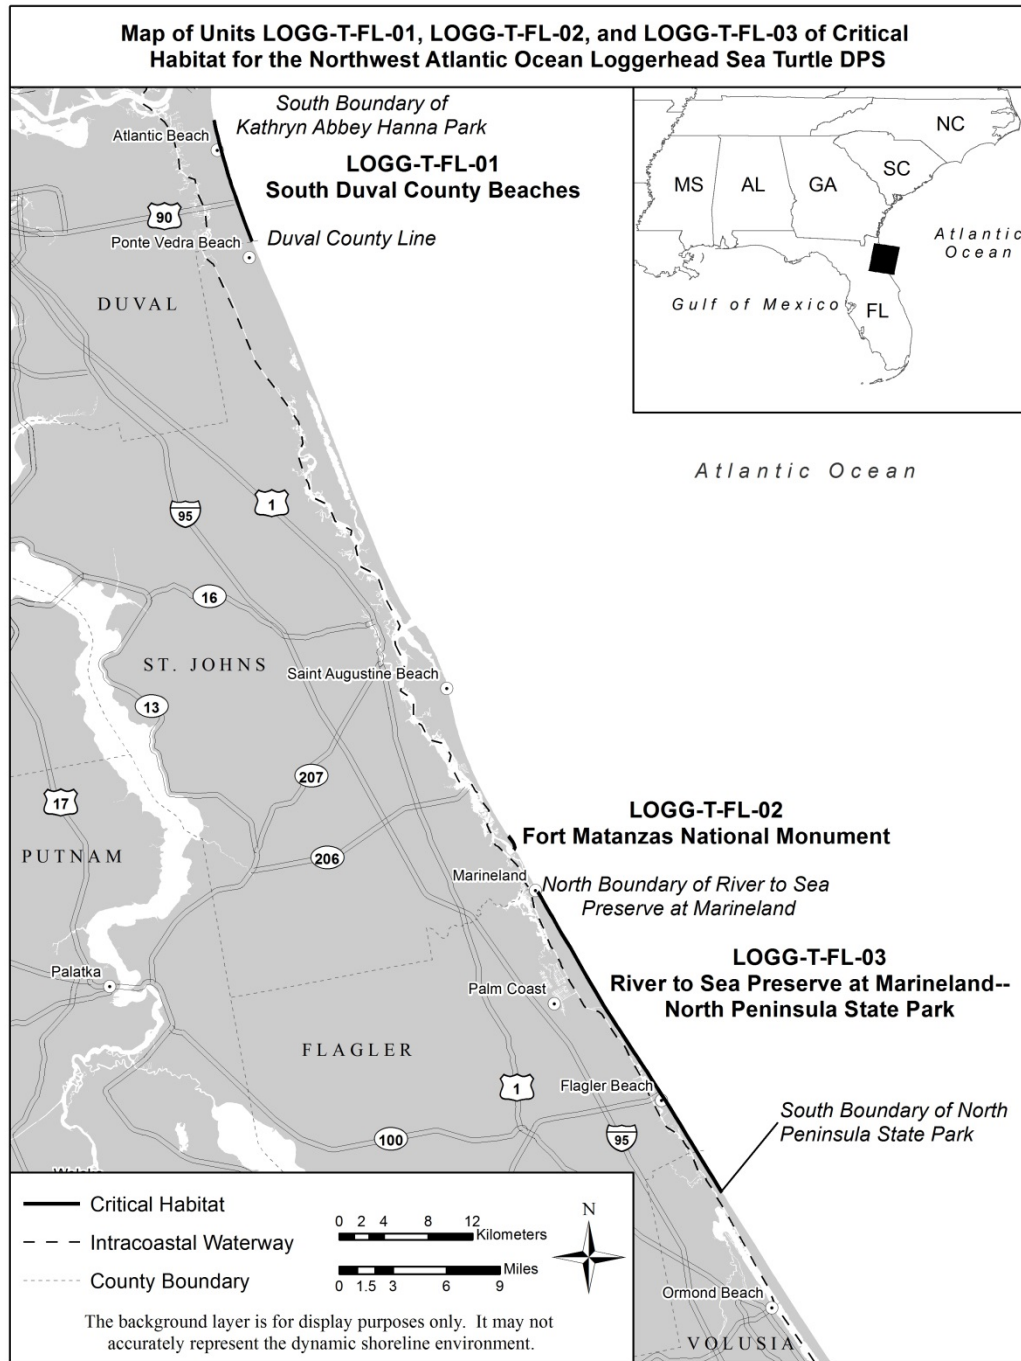 Map of Units LOGG-T-FL-01, LOGG-T-FL-02, and LOGG-T-FL-03 of Critical
Habitat for the Northwest Atlantic Ocean Loggerhead Sea Turtle DPS
South Boundary of
Kathryn Abbey Hanna Park
Atlantic Beach
LOGG-T-FL-01
South Duval County Beaches
90
Ponte Vedra Beach
Duval County Line
DUVAL
NC
SC
MS
AL
GA
Atlantic
Ocean
Gulf of Mexico
FL
Atlantic Ocean
1
95
16
ST. JOHNS
Saint Augustine Beach
13
207
17
LOGG-T-FL-02
Fort Matanzas National Monument
PUTNAM
206
Marineland
North Boundary of River to Sea
Preserve at Marineland
LOGG-T-FL-03
River to Sea Preserve at Marineland--
North Peninsula State Park
Palatka
Palm Coast
FLAGLER
1
Flagler Beach
South Boundary of North
Peninsula State Park
100
95
Critical Habitat
Intracoastal Waterway
County Boundary
0 2 4 8 12
Kilometers
Miles
0 1.5 3 6 9
N
The background layer is for display purposes only. It may not
accurately represent the dynamic shoreline environment.
Ormond Beach
VOLUSIA